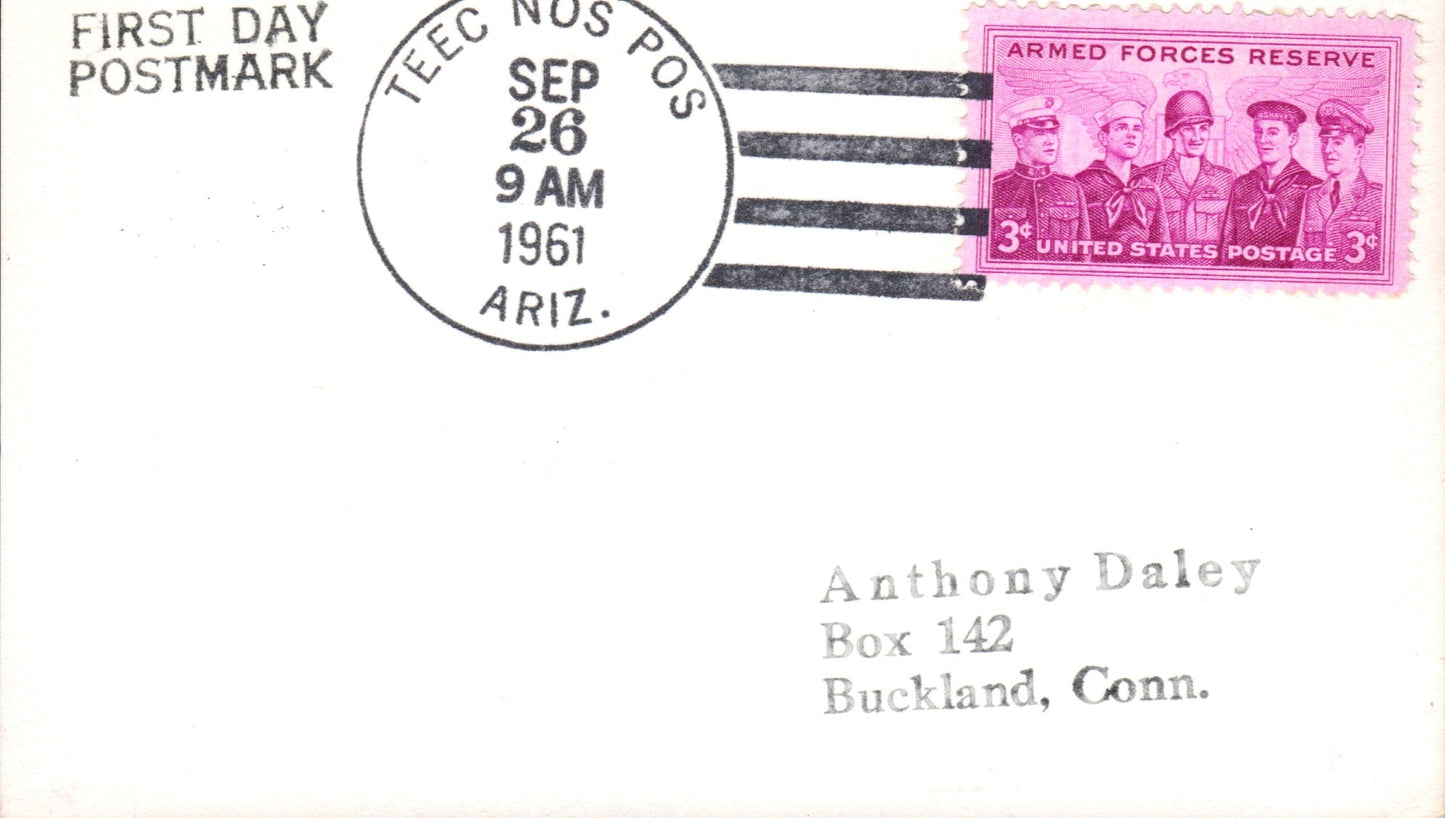 FIRST DAY
POSTMARK
TEEC NOS POS
SEP
26
9 AM
1961
ARIZ.
ARMED FORCES RESERVE
U.S.NAVY
3¢ UNITED STATES POSTAGE 3¢
Anthony Daley
Box 142
Buckland, Conn.